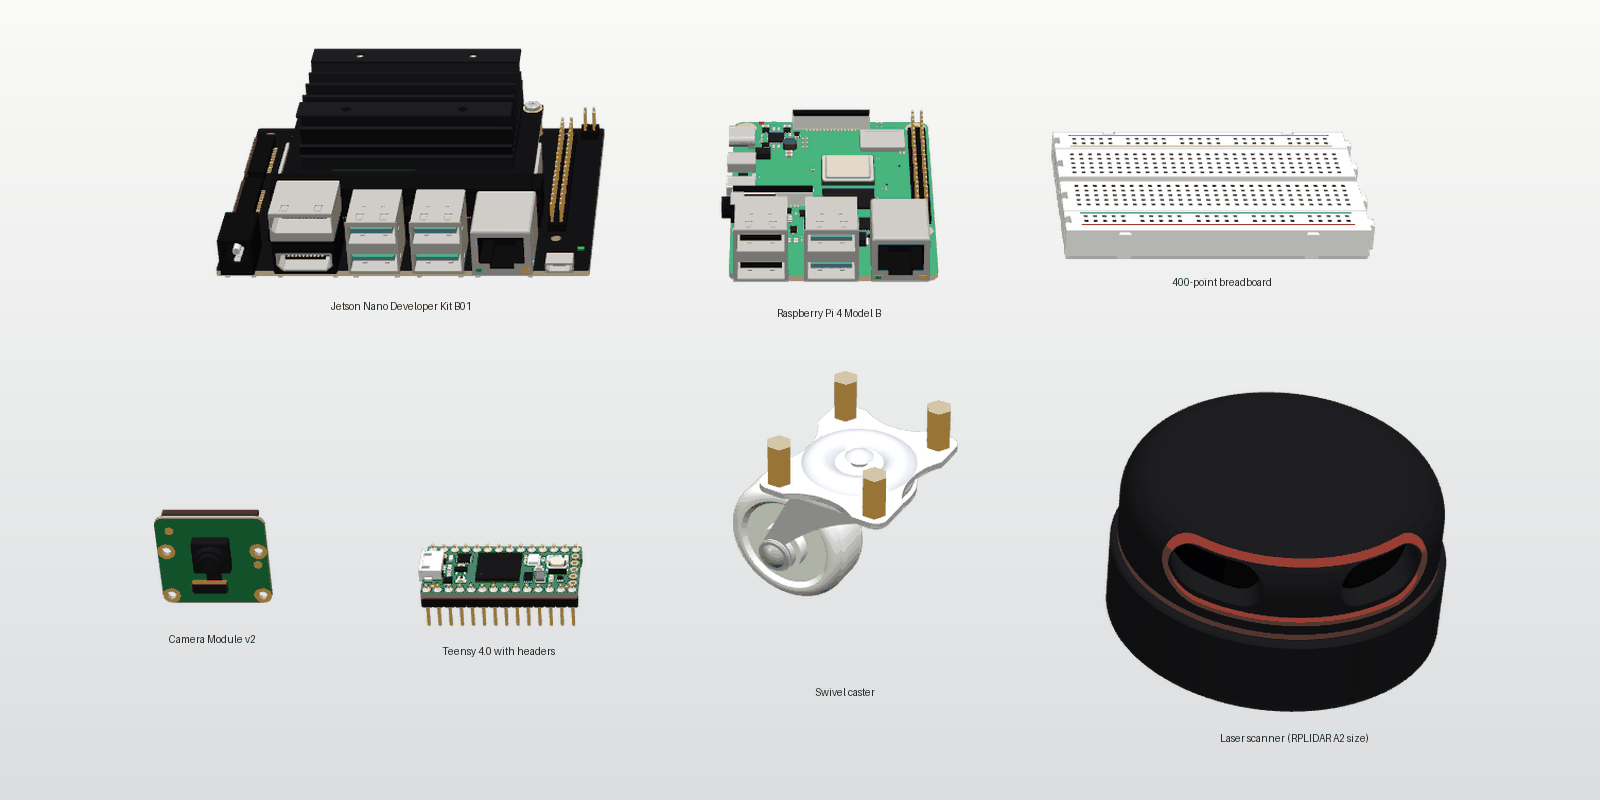 Jetson Nano Developer Kit B01
Raspberry Pi 4 Model B
400-point breadboard
Camera Module v2
Teensy 4.0 with headers
Swivel caster
Laser scanner (RPLIDAR A2 size)